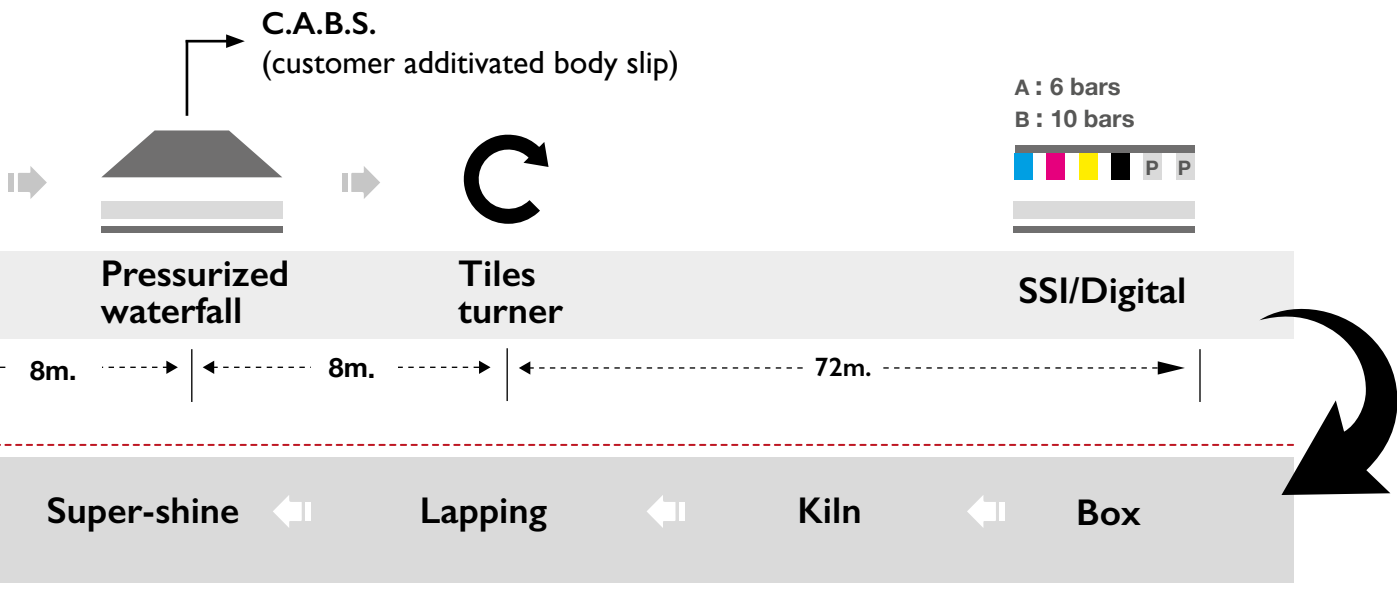 C.A.B.S.
(customer additivated body slip)
A : 6 bars
B : 10 bars
P P
Pressurized
waterfall
Tiles
turner
SSI/Digital
8m.
8m.
72m.
Super-shine
Lapping
Kiln
Box